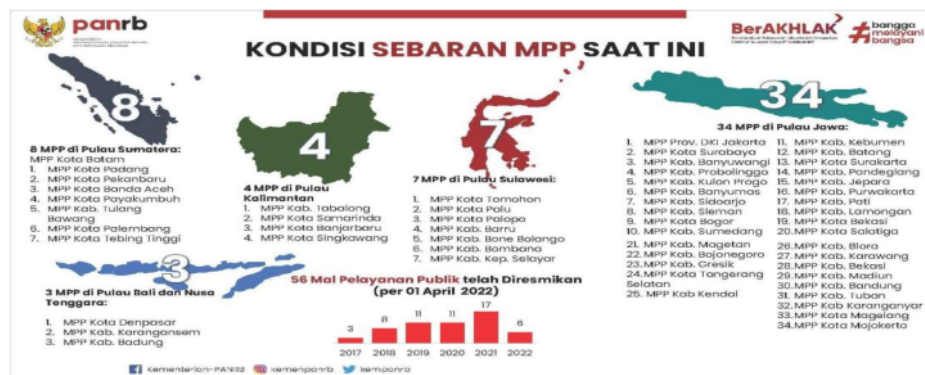 panrb
BerAKHLAK
# bangga
melayani
bangsa
KONDISI SEBARAN MPP SAAT INI
8
8 MPP di Pulau Sumatera:
MPP Kota Batam
1. MPP Kota Padang
2. MPP Kota Pekanbaru
3. MPP Kota Banda Aceh
4. MPP Kota Payakumbuh
5. MPP Kab. Tulang
Bawang
6. MPP Kota Palembang
7. MPP Kota Tebing Tinggi
4
4 MPP di Pulau
Kalimantan
1. MPP Kab. Tabalong
2. MPP Kota Samarinda
3. MPP Kota Banjarbaru
4. MPP Kota Singkawang
7
7 MPP di Pulau Sulawesi:
1. MPP Kota Tomohon
2. MPP Kota Palu
3. MPP Kota Palopo
4. MPP Kab. Barru
5. MPP Kab. Bone Bolango
6. MPP Kab. Bombana
7. MPP Kab. Kep. Selayar
34
34 MPP di Pulau Jawa:
1. MPP Prov. DKI Jakarta
2. MPP Kota Surabaya
3. MPP Kab. Banyuwangi
4. MPP Kab. Probolinggo
5. MPP Kab. Kulon Progo
6. MPP Kab. Banyumas
7. MPP Kab. Sidoarjo
8. MPP Kab. Sleman
9. MPP Kota Bogor
10. MPP Kab. Sumedang
11. MPP Kab. Kebumen
12. MPP Kab. Batang
13. MPP Kota Surakarta
14. MPP Kab. Pandeglang
15. MPP Kab. Jepara
16. MPP Kab. Purwakarta
17. MPP Kab. Pati
18. MPP Kab. Lamongan
19. MPP Kota Bekasi
20. MPP Kota Salatiga
21. MPP Kab. Magetan
22. MPP Kab. Bojonegoro
23. MPP Kab. Gresik
24. MPP Kota Tangerang
Selatan
25. MPP Kab Kendal
26. MPP Kab. Blora
27. MPP Kab. Karawang
28. MPP Kab. Bekasi
29. MPP Kab. Madiun
30. MPP Kab. Bandung
31. MPP Kab. Tuban
32. MPP Kab Karanganyar
33. MPP Kota Magelang
34. MPP Kota Mojokerto
3
3 MPP di Pulau Bali dan Nusa
Tenggara:
1. MPP Kota Denpasar
2. MPP Kab. Karangansem
3. MPP Kab. Badung
56 Mal Pelayanan Publik telah Diresmikan
(per 01 April 2022)
3 8 11 11 17 6
2017 2018 2019 2020 2021 2022
Kementerian-PANRB kemenpanrb kempanrb